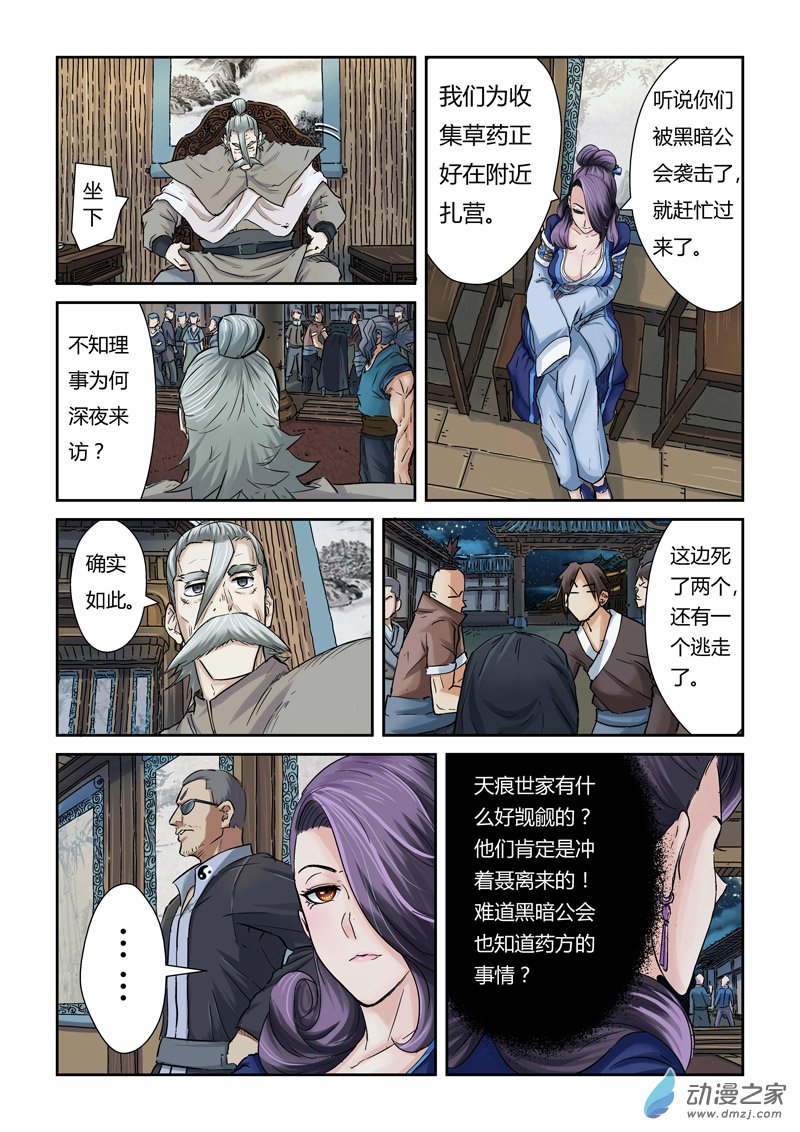 坐
下
不知理
事为何
深夜来
访？
听说你们
被黑暗公
会袭击了，
就赶忙过
来了。
我们为收
集草药正
好在附近
扎营。
确实
如此。
这边死
了两个，
还有一
个逃走
了。
……
天痕世家有什
么好觊觎的？
他们肯定是冲
着聂离来的！
难道黑暗公会
也知道药方的
事情？
动漫之家
www.dmzj.com